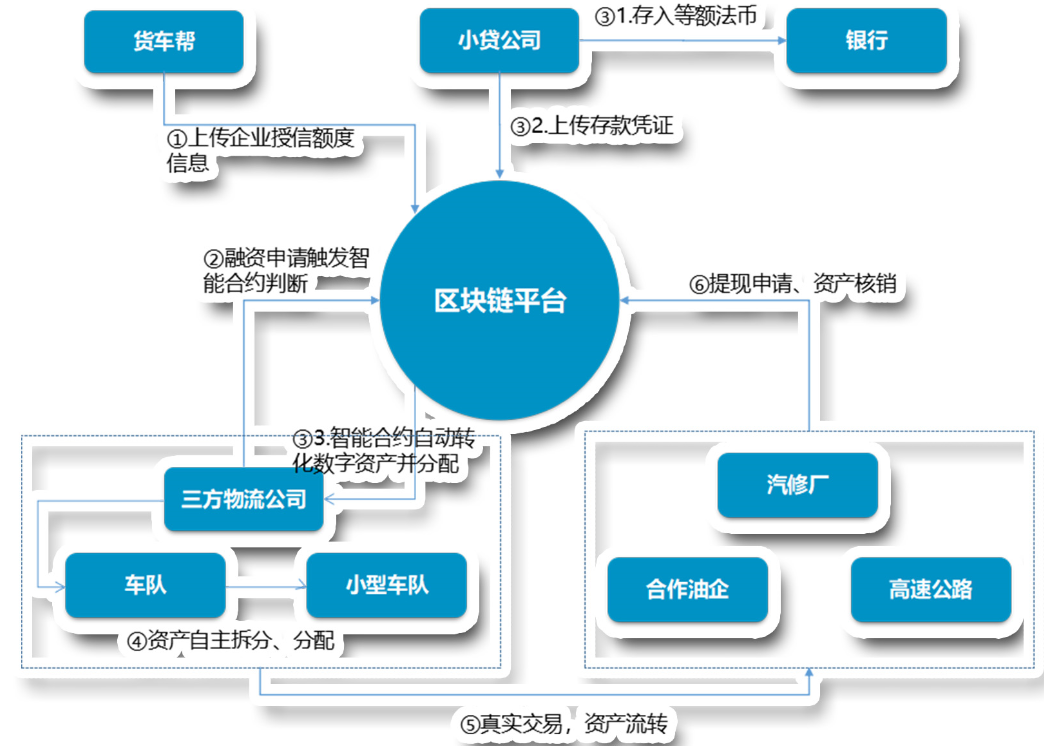 ③1.存入等额法币
货车帮
小贷公司
银行
③2.上传存款凭证
①上传企业授信额度
信息
②融资申请触发智
能合约判断
区块链平台
⑥提现申请、资产核销
③3.智能合约自动转
化数字资产并分配
三方物流公司
汽修厂
车队
小型车队
合作油企
高速公路
④资产自主拆分、分配
⑤真实交易，资产流转